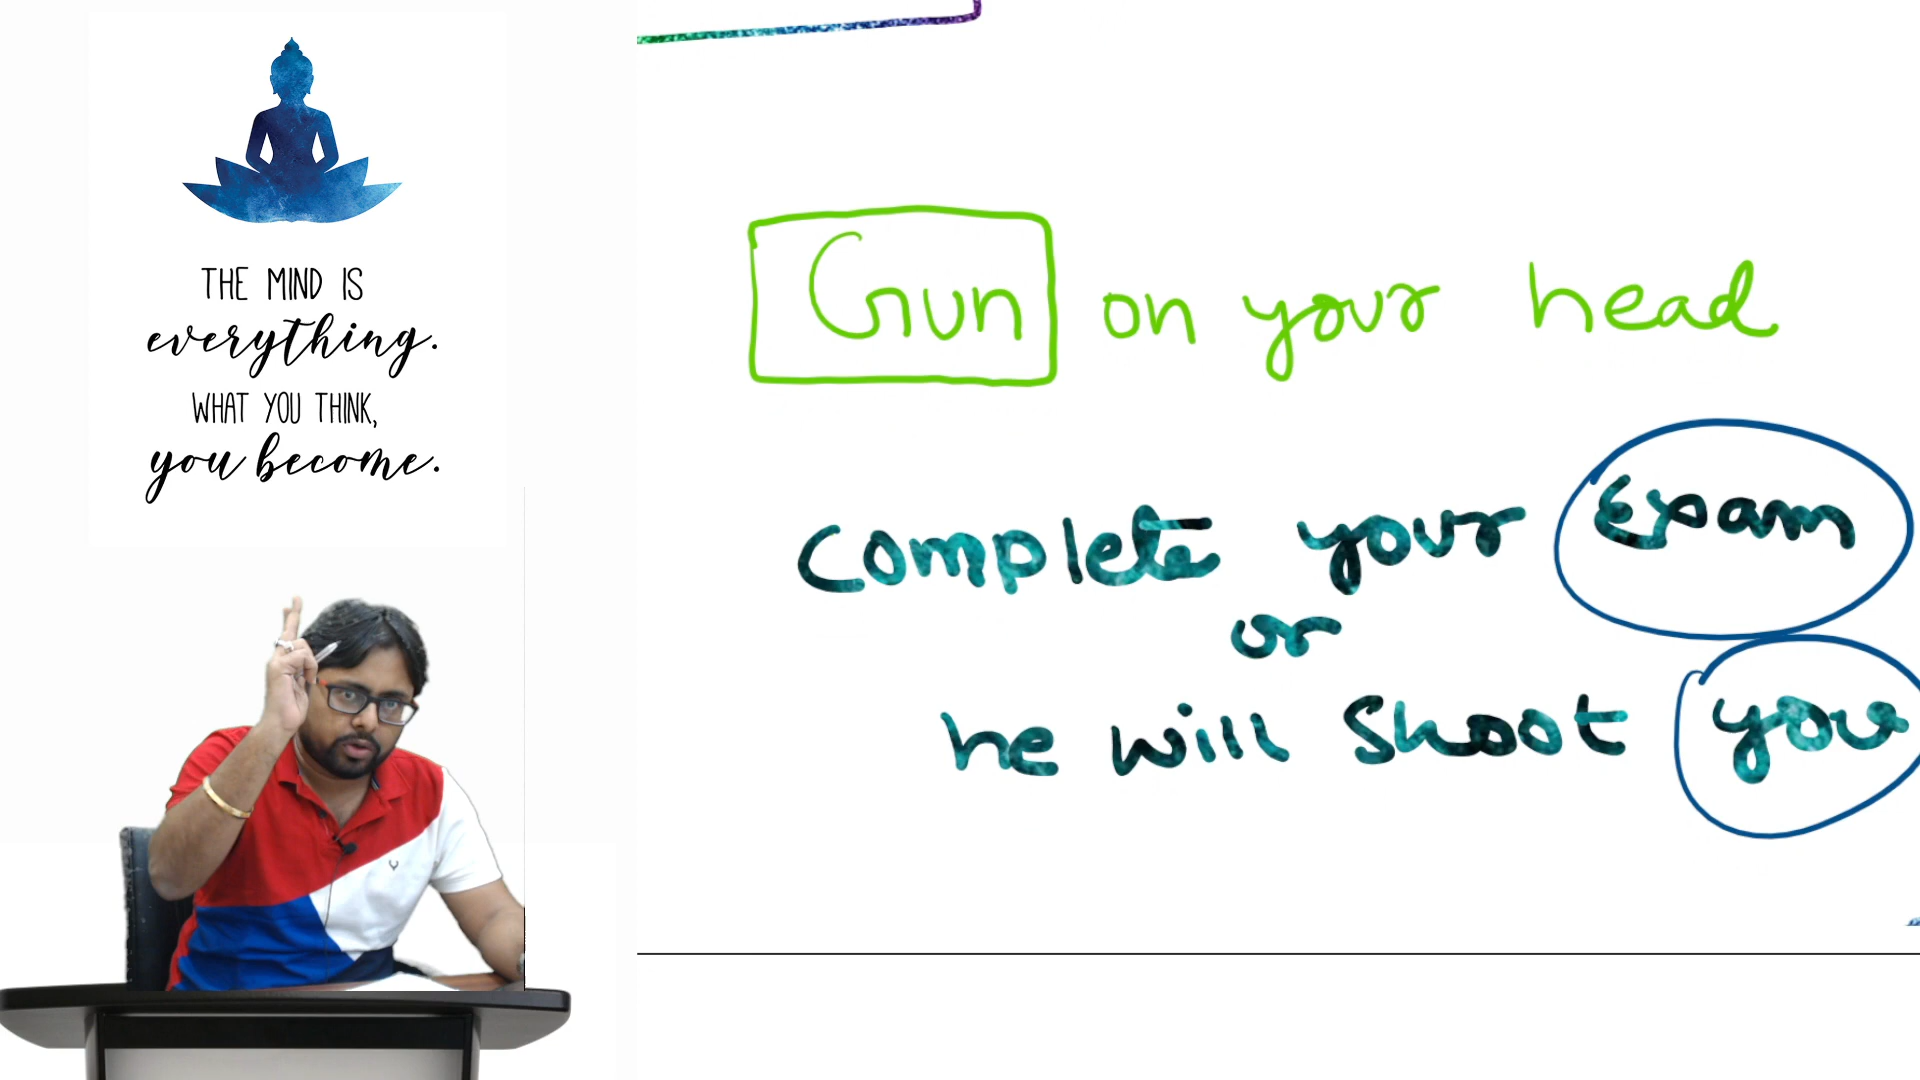 THE MIND IS
everything.
WHAT YOU THINK,
you become.
Gun on your head
Complete your Exam
or
he will Shoot you